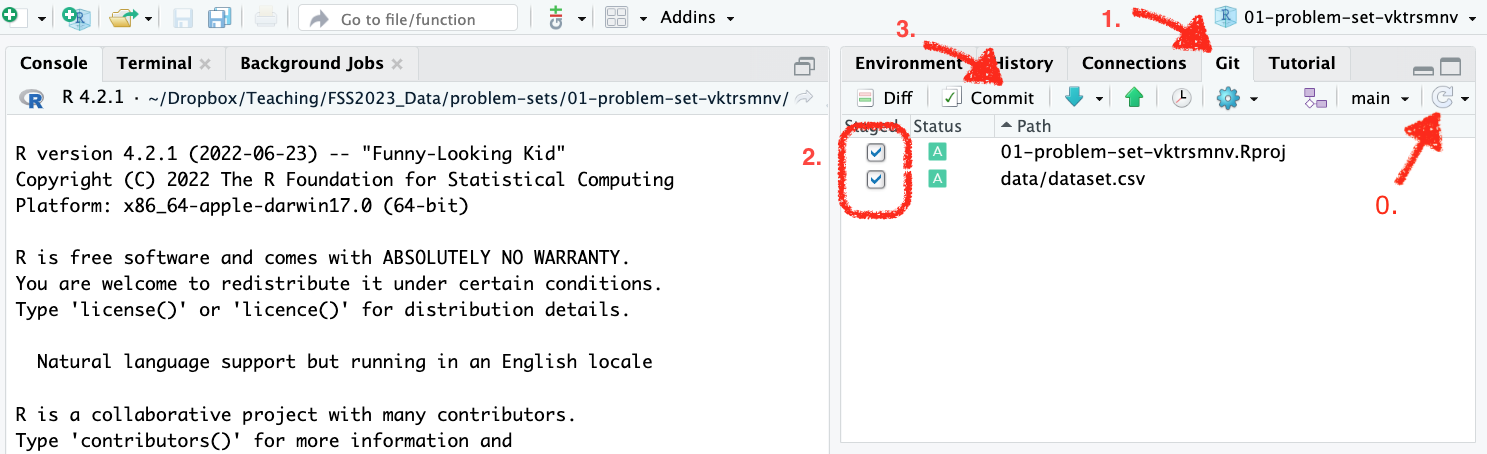 Go to file/function
Addins
1.
01-problem-set-vktrsmnv
3.
Console
Terminal
Background Jobs
Environment
History
Connections
Git
Tutorial
R 4.2.1 · ~/Dropbox/Teaching/FSS2023_Data/problem-sets/01-problem-set-vktrsmnv/
Diff
Commit
main
Staged
Status
Path
2.
A
01-problem-set-vktrsmnv.Rproj
A
data/dataset.csv
0.
R version 4.2.1 (2022-06-23) -- "Funny-Looking Kid"
Copyright (C) 2022 The R Foundation for Statistical Computing
Platform: x86_64-apple-darwin17.0 (64-bit)
R is free software and comes with ABSOLUTELY NO WARRANTY.
You are welcome to redistribute it under certain conditions.
Type 'license()' or 'licence()' for distribution details.
Natural language support but running in an English locale
R is a collaborative project with many contributors.
Type 'contributors()' for more information and